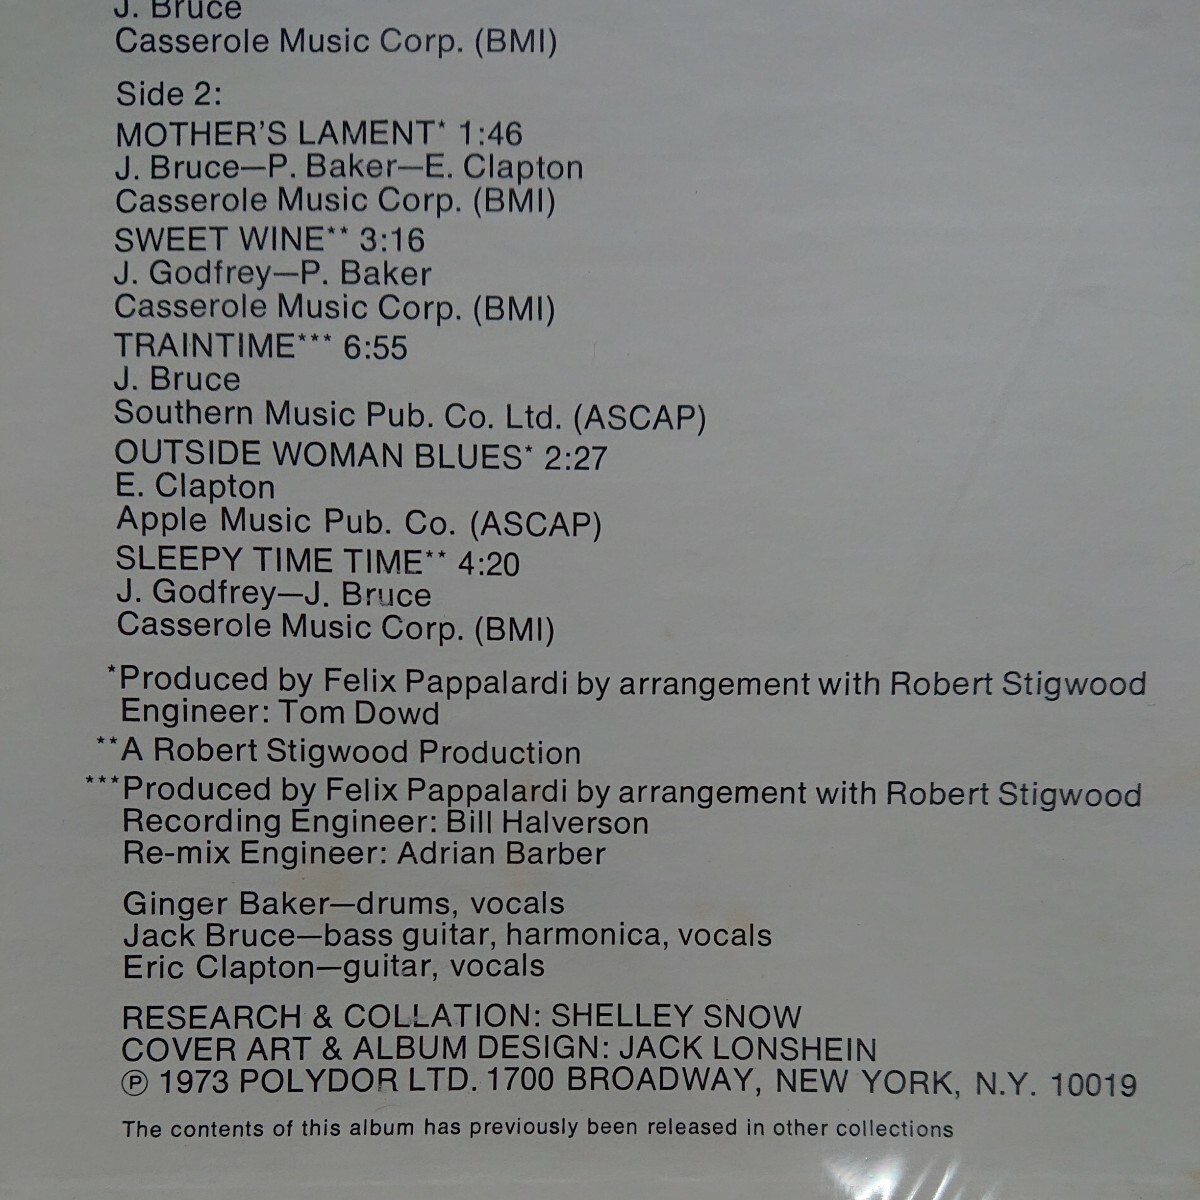 J. Bruce
Casserole Music Corp. (BMI)
Side 2:
MOTHER'S LAMENT* 1:46
J. Bruce—P. Baker—E. Clapton
Casserole Music Corp. (BMI)
SWEET WINE** 3:16
J. Godfrey—P. Baker
Casserole Music Corp. (BMI)
TRAINTIME*** 6:55
J. Bruce
Southern Music Pub. Co. Ltd. (ASCAP)
OUTSIDE WOMAN BLUES* 2:27
E. Clapton
Apple Music Pub. Co. (ASCAP)
SLEEPY TIME TIME** 4:20
J. Godfrey—J. Bruce
Casserole Music Corp. (BMI)
*Produced by Felix Pappalardi by arrangement with Robert Stigwood
Engineer: Tom Dowd
**A Robert Stigwood Production
***Produced by Felix Pappalardi by arrangement with Robert Stigwood
Recording Engineer: Bill Halverson
Re-mix Engineer: Adrian Barber
Ginger Baker—drums, vocals
Jack Bruce—bass guitar, harmonica, vocals
Eric Clapton—guitar, vocals
RESEARCH & COLLATION: SHELLEY SNOW
COVER ART & ALBUM DESIGN: JACK LONSHEIN
℗ 1973 POLYDOR LTD. 1700 BROADWAY, NEW YORK, N.Y. 10019
The contents of this album has previously been released in other collections